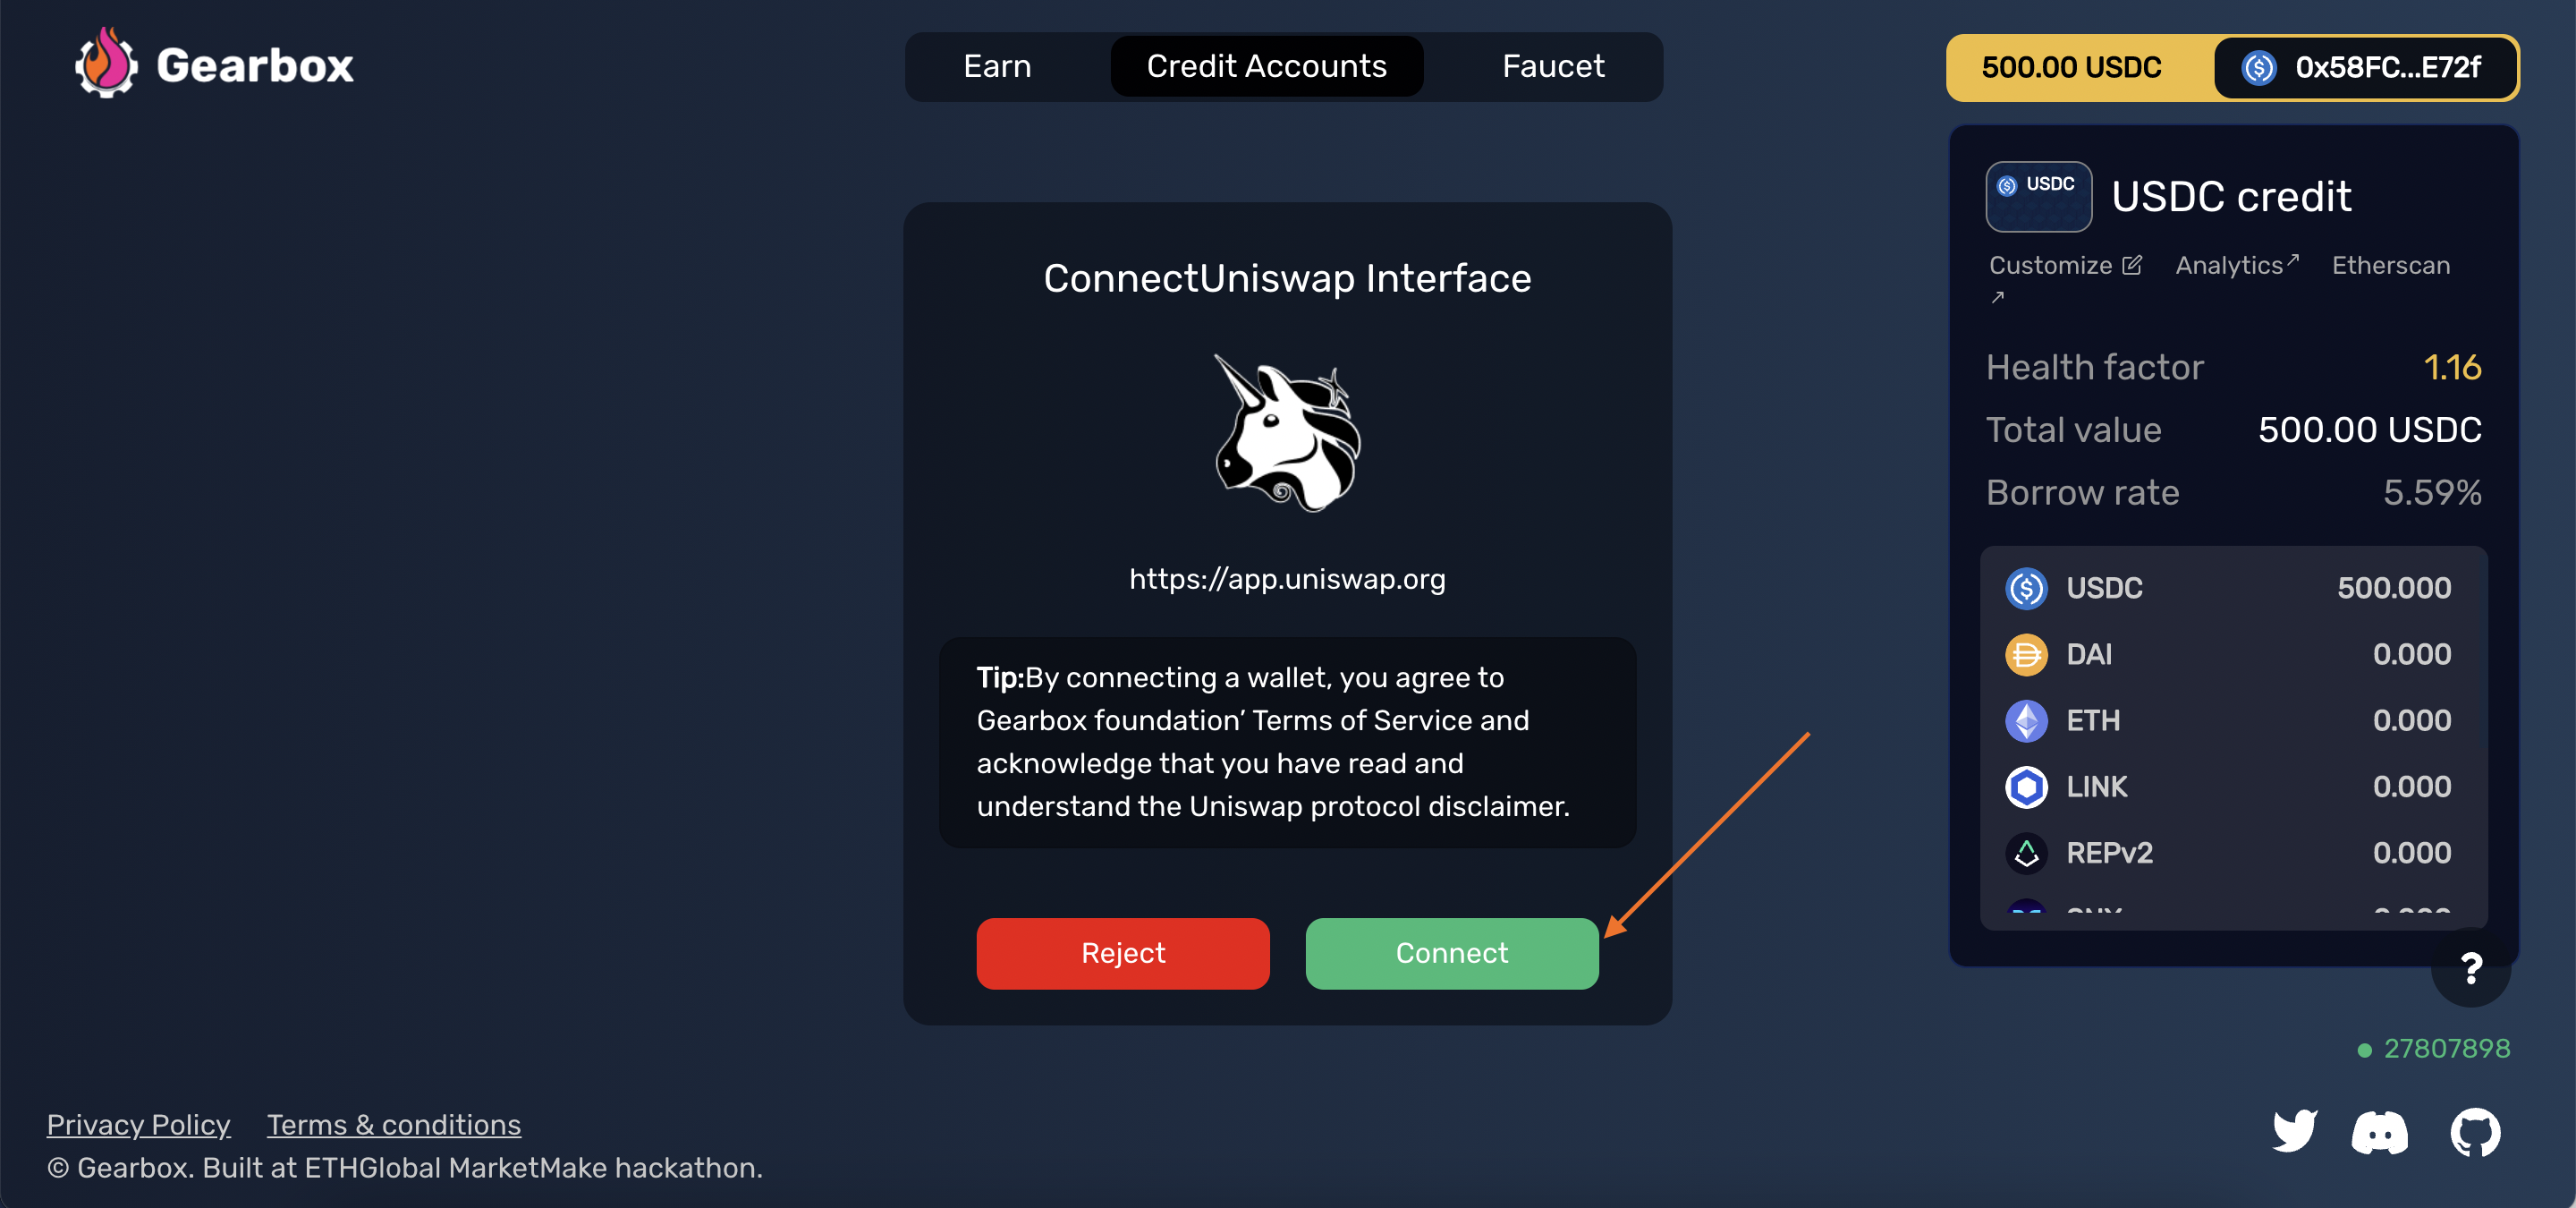 Gearbox
Earn
Credit Accounts
Faucet
500.00 USDC
0x58FC...E72f
ConnectUniswap Interface
https://app.uniswap.org
Tip:By connecting a wallet, you agree to
Gearbox foundation’ Terms of Service and
acknowledge that you have read and
understand the Uniswap protocol disclaimer.
Reject
Connect
USDC
USDC credit
Customize
Analytics↗
Etherscan
↗
Health factor 1.16
Total value 500.00 USDC
Borrow rate 5.59%
USDC 500.000
DAI 0.000
ETH 0.000
LINK 0.000
REPv2 0.000
?
27807898
Privacy Policy
Terms & conditions
© Gearbox. Built at ETHGlobal MarketMake hackathon.